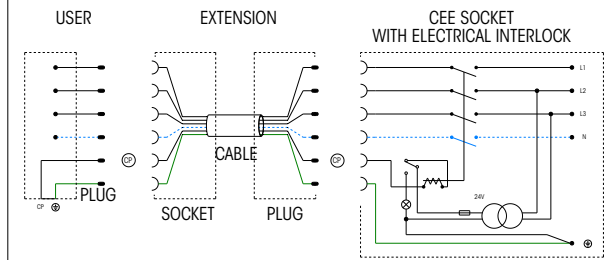 USER
EXTENSION
CEE SOCKET
WITH ELECTRICAL INTERLOCK
L1
L2
L3
N
CABLE
CP
CP
PLUG
24V
CP
SOCKET
PLUG